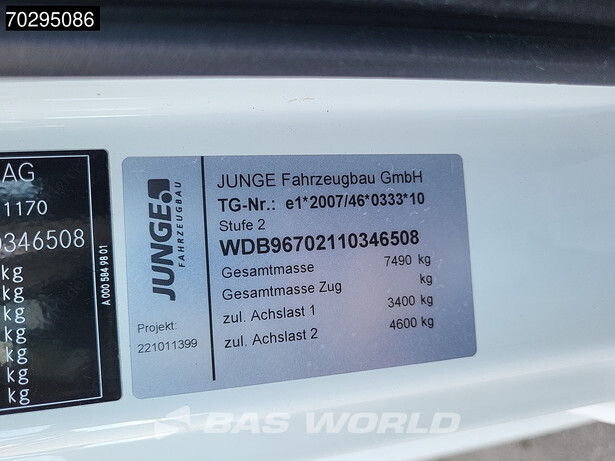 70295086
AG
1170
0346508
kg
kg
kg
kg
kg
kg
kg
A 000 584 98 01
JUNGE
FAHRZEUGBAU
Projekt:
221011399
JUNGE Fahrzeugbau GmbH
TG-Nr.: e1*2007/46*0333*10
Stufe 2
WDB96702110346508
Gesamtmasse 7490 kg
Gesamtmasse Zug kg
zul. Achslast 1 3400 kg
zul. Achslast 2 4600 kg
BAS WORLD